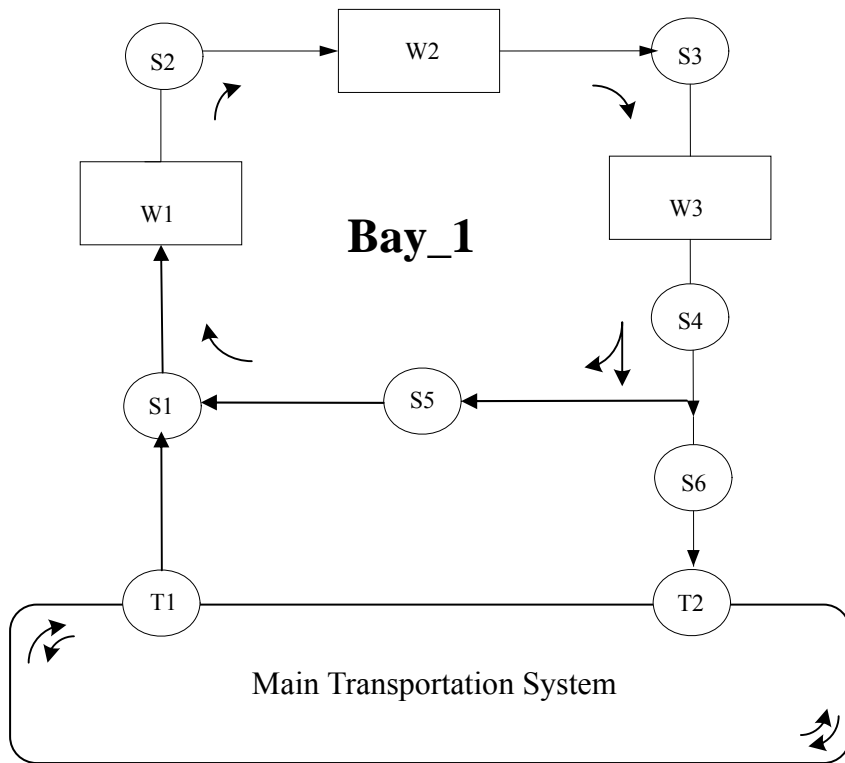 S2
W2
S3
W1
W3
Bay_1
S4
S1
S5
S6
T1
T2
Main Transportation System